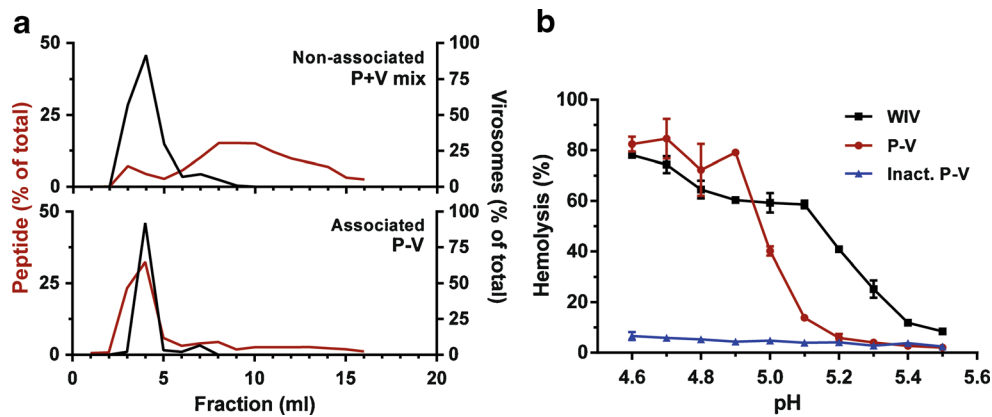 a
50
25
0
100
75
50
25
0
Non-associated
P+V mix
50
25
0
100
75
50
25
0
Associated
P-V
Peptide (% of total)
Virosomes (% of total)
0 5 10 15 20
Fraction (ml)
b
100
80
60
40
20
0
Hemolysis (%)
WIV
P-V
Inact. P-V
4.6 4.8 5.0 5.2 5.4 5.6
pH